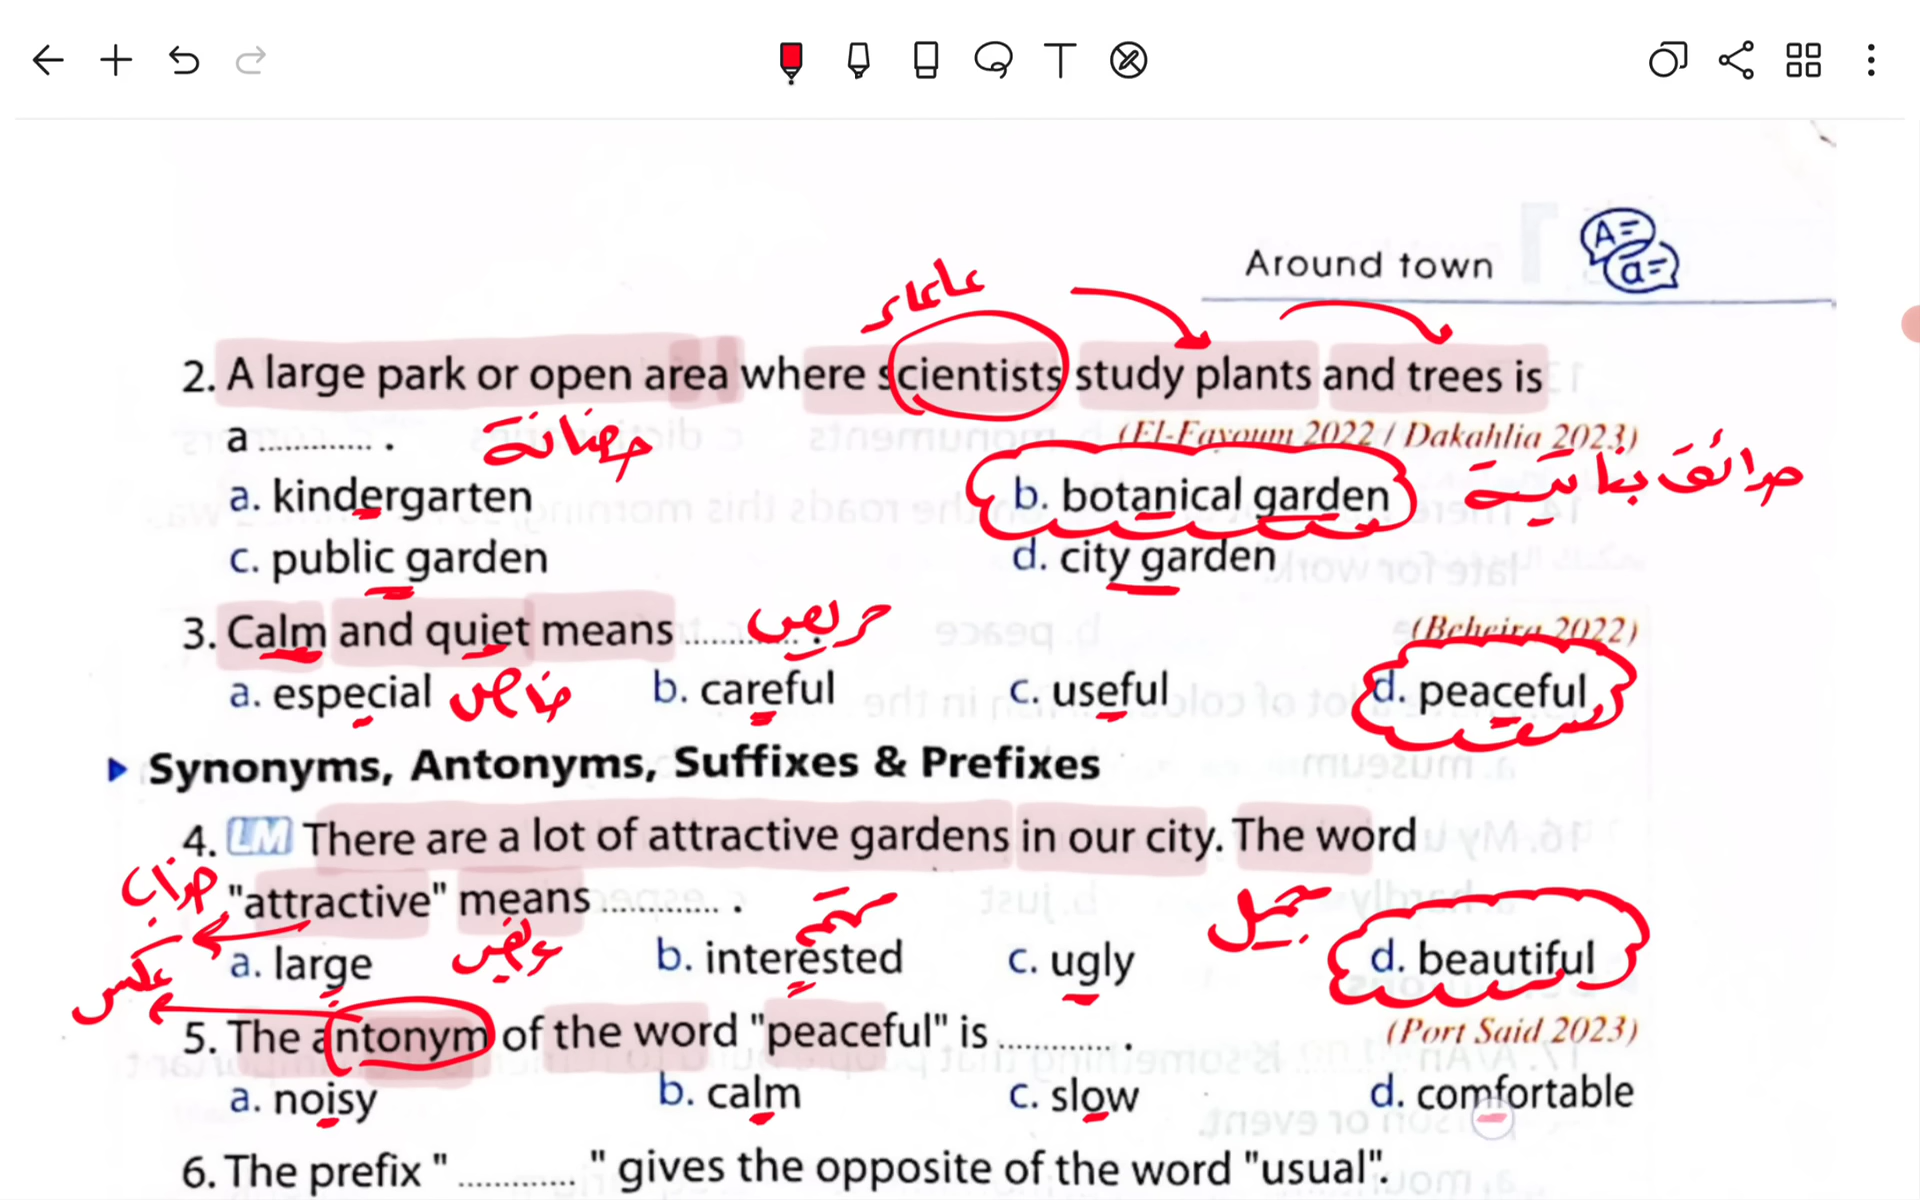 Around town
علماء
2. A large park or open area where scientists study plants and trees is
a ............ .
حضانة
(El-Fayoum 2022 / Dakahlia 2023)
a. kindergarten
b. botanical garden
حدائق نباتية
c. public garden
d. city garden
3. Calm and quiet means ............ .
حريص
(Beheira 2022)
a. especial
خاص
b. careful
c. useful
d. peaceful
Synonyms, Antonyms, Suffixes & Prefixes
4. LM There are a lot of attractive gardens in our city. The word
جذاب
"attractive" means ............ .
a. large
b. interested
c. ugly
جميل
d. beautiful
عكس
5. The antonym of the word "peaceful" is ............ .
(Port Said 2023)
a. noisy
b. calm
c. slow
d. comfortable
6. The prefix " ............ " gives the opposite of the word "usual".